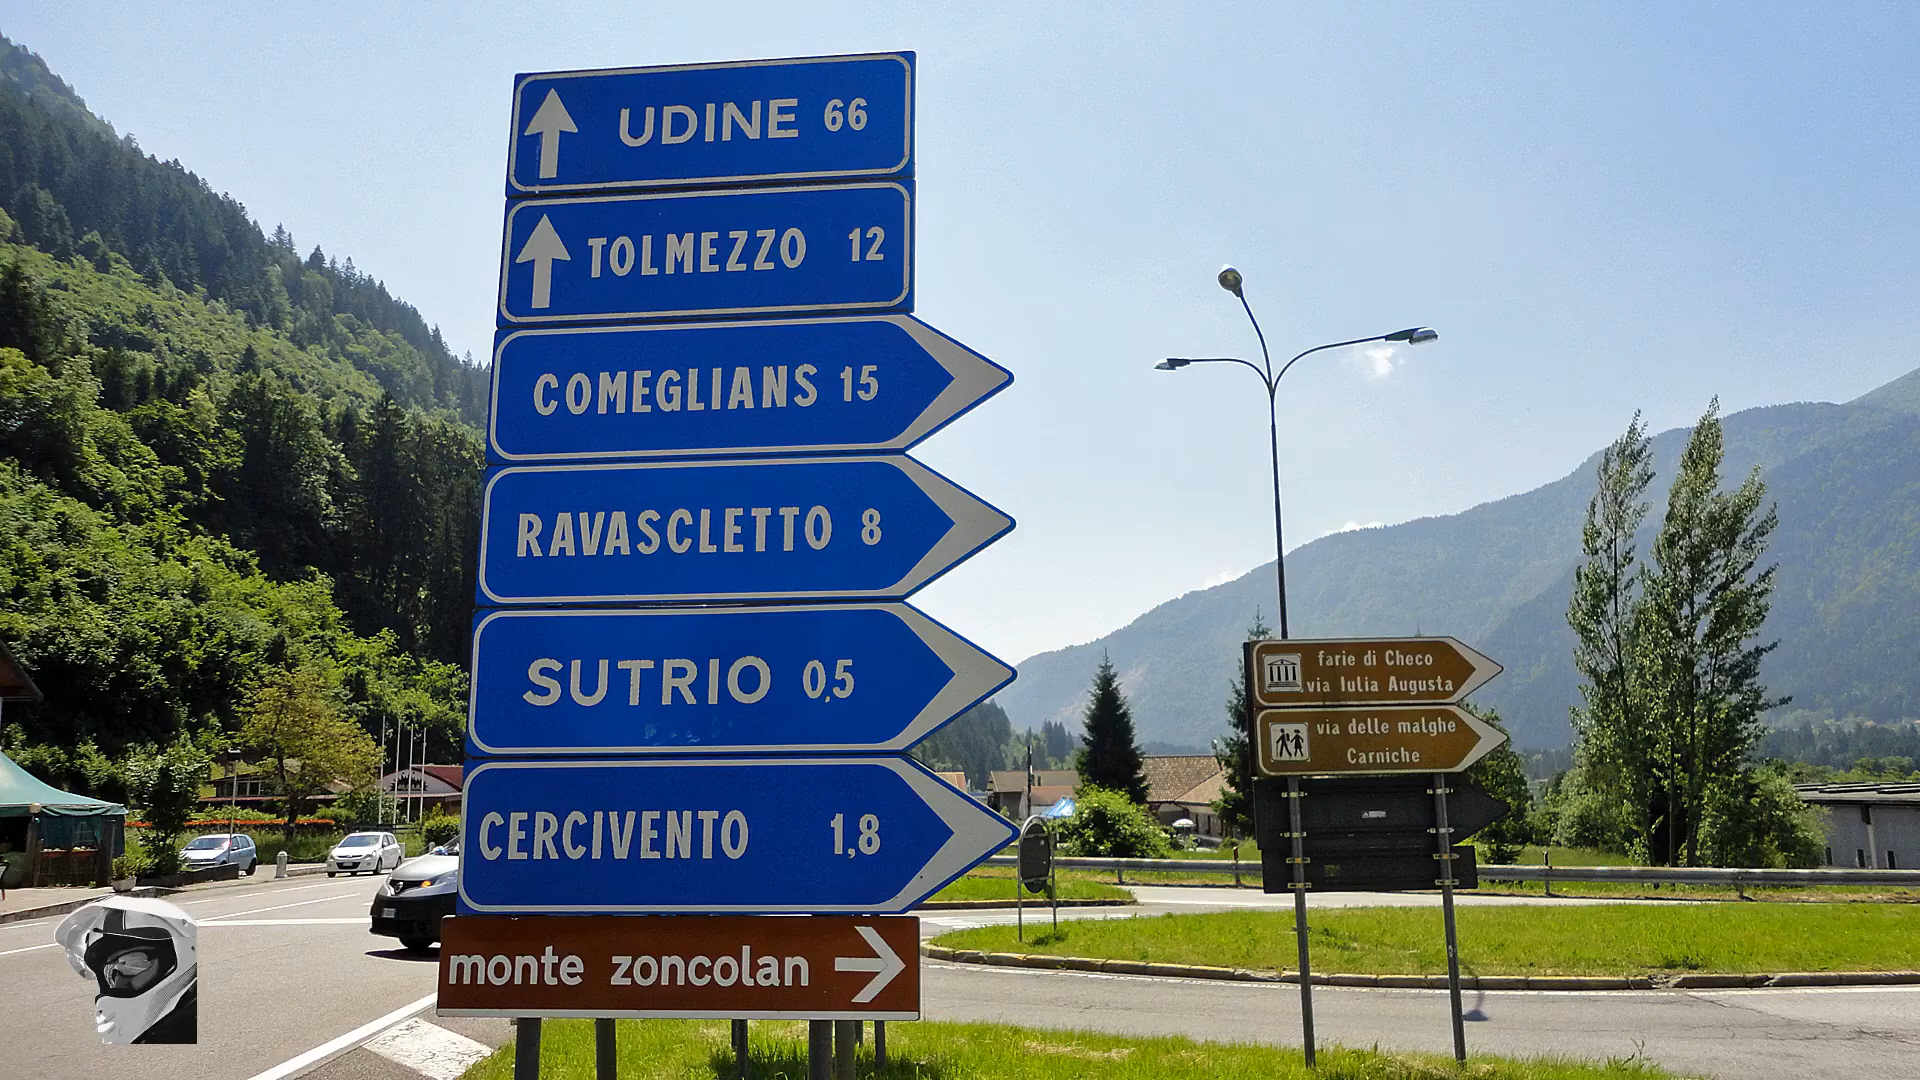 UDINE 66
TOLMEZZO 12
COMEGLIANS 15
RAVASCLETTO 8
SUTRIO 0,5
CERCIVENTO 1,8
monte zoncolan
farie di Checo
via Iulia Augusta
via delle malghe
Carniche